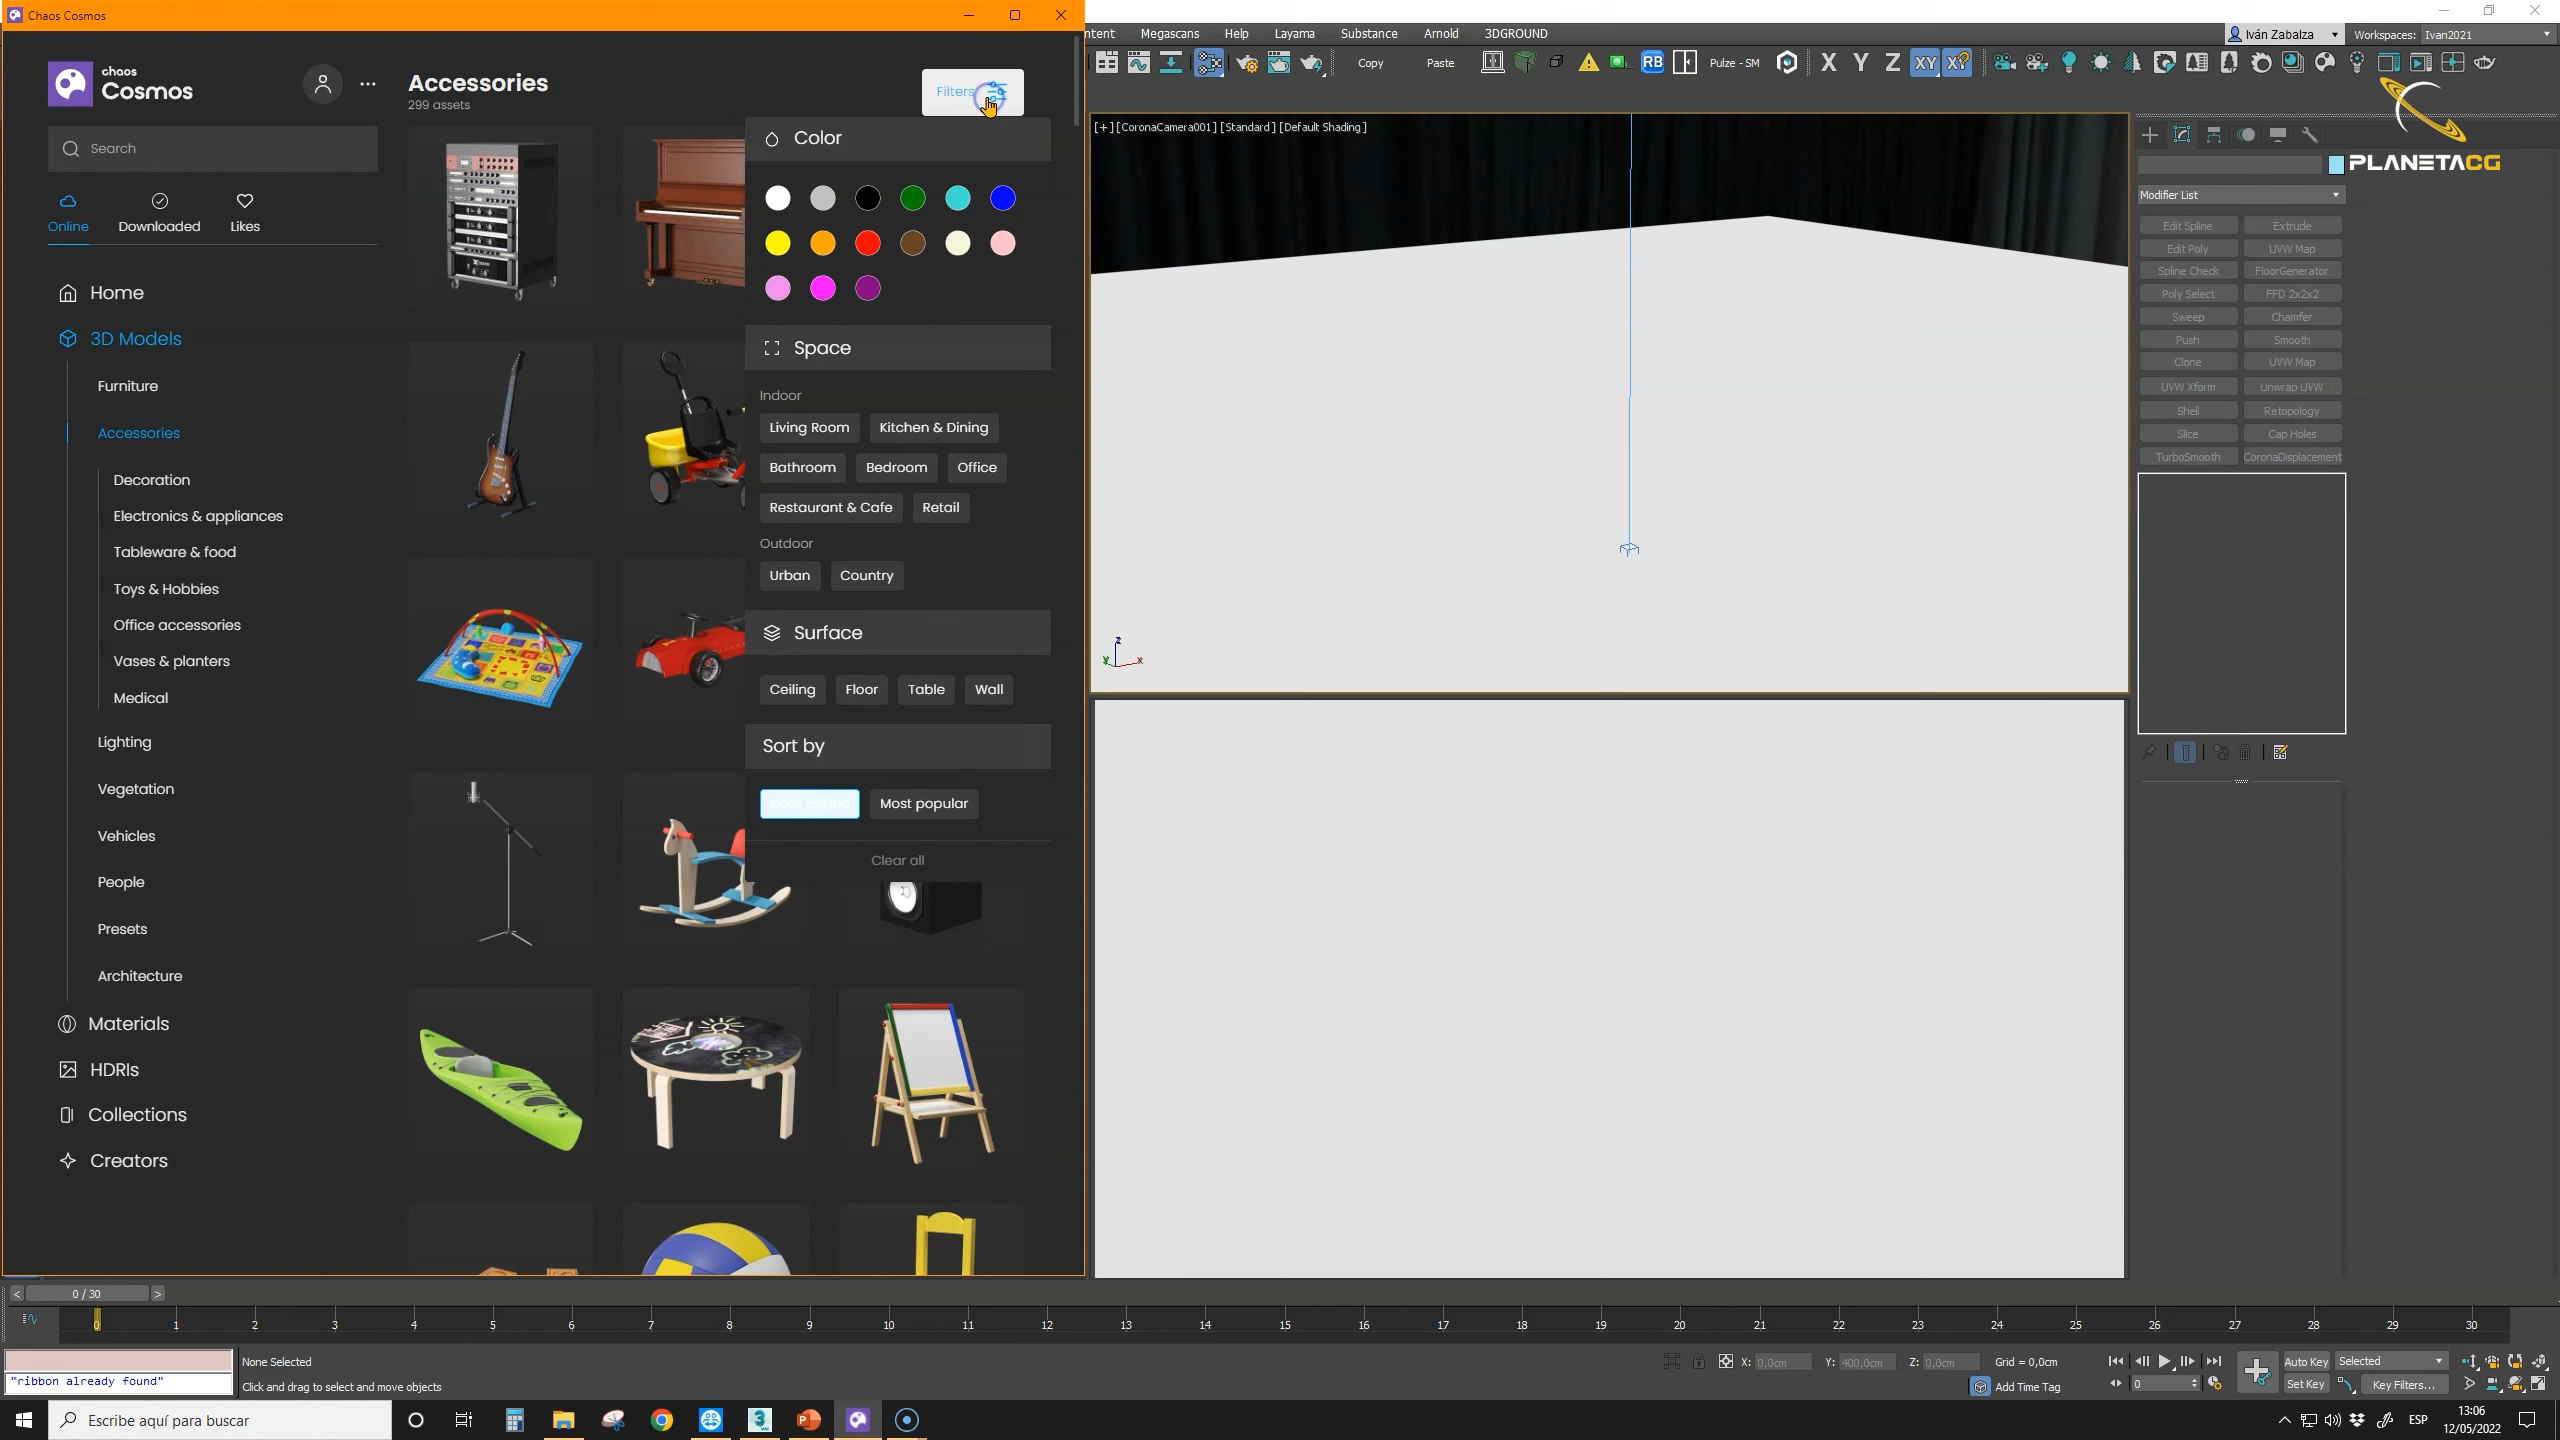 Chaos Cosmos
chaos
Cosmos
Search
Online
Downloaded
Likes
Home
3D Models
Furniture
Accessories
Decoration
Electronics & appliances
Tableware & food
Toys & Hobbies
Office accessories
Vases & planters
Medical
Lighting
Vegetation
Vehicles
People
Presets
Architecture
Materials
HDRIs
Collections
Creators
Accessories
299 assets
Filters
Color
Space
Indoor
Living Room
Kitchen & Dining
Bathroom
Bedroom
Office
Restaurant & Cafe
Retail
Outdoor
Urban
Country
Surface
Ceiling
Floor
Table
Wall
Sort by
Most popular
Clear all
ntent Megascans Help Layama Substance Arnold 3DGROUND
Iván Zabalza
Workspaces: Ivan2021
Copy
Paste
RB
Pulze - SM
X Y Z XY
[+] [CoronaCamera001] [Standard] [Default Shading]
z
y
x
PLANETACG
Modifier List
Edit Spline Extrude
Edit Poly UVW Map
Spline Check FloorGenerator
Poly Select FFD 2x2x2
Sweep Chamfer
Push Smooth
Clone UVW Map
UVW Xform Unwrap UVW
Shell Retopology
Slice Cap Holes
TurboSmooth CoronaDisplacement
< 0 / 30 >
0 1 2 3 4 5 6 7 8 9 10 11 12 13 14 15 16 17 18 19 20 21 22 23 24 25 26 27 28 29 30
"ribbon already found"
None Selected
Click and drag to select and move objects
X: 0,0cm
Y: 400,0cm
Z: 0,0cm
Grid = 0,0cm
Add Time Tag
0
Auto Key
Selected
Set Key
Key Filters...
Escribe aquí para buscar
3
P
ESP
13:06
12/05/2022